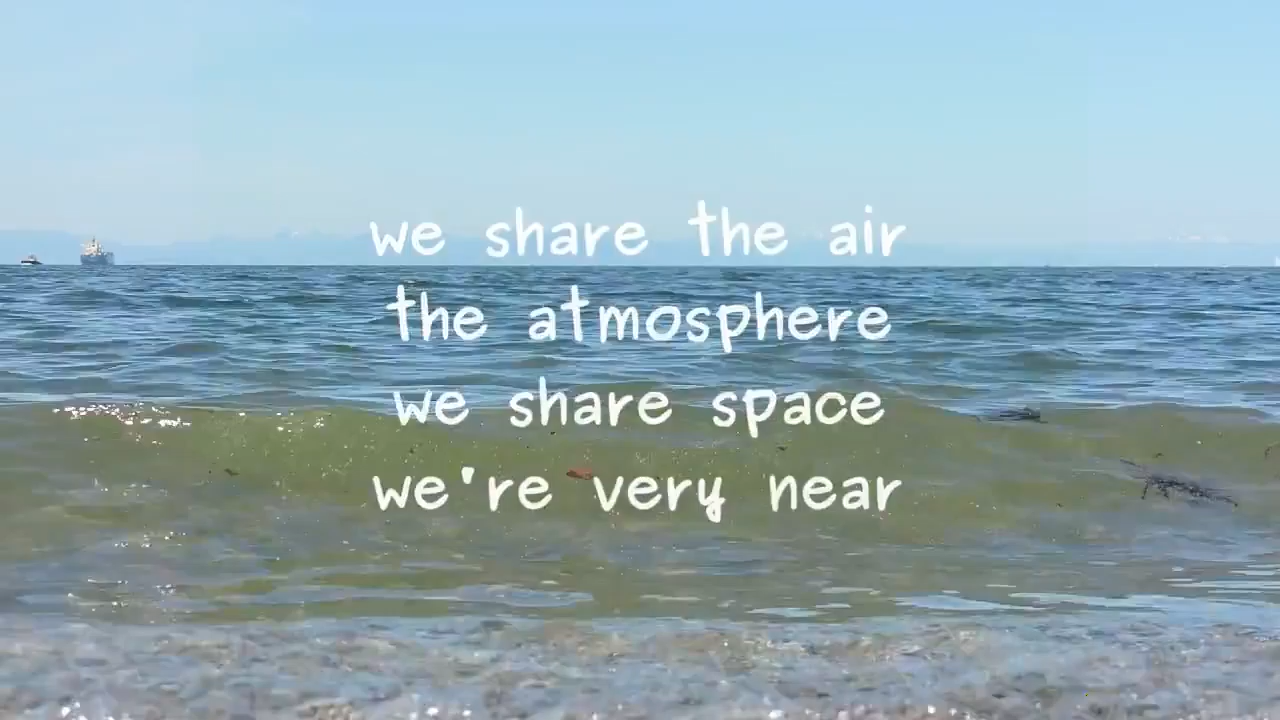 we share the air
the atmosphere
we share space
we're very near